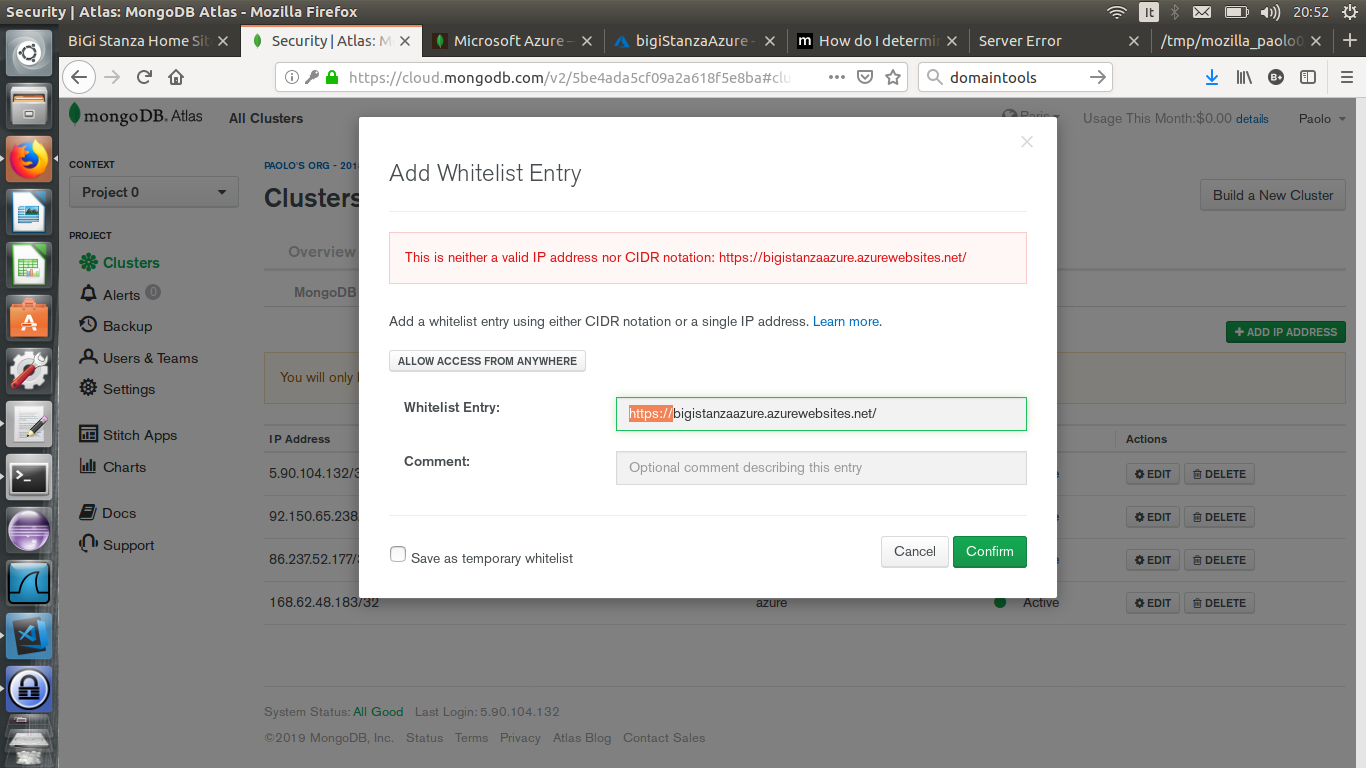 Security | Atlas: MongoDB Atlas - Mozilla Firefox
It
20:52
BiGi Stanza Home Sit
Security | Atlas: M
Microsoft Azure –
bigiStanzaAzure -
How do I determi
Server Error
/tmp/mozilla_paolo0
https://cloud.mongodb.com/v2/5be4ada5cf09a2a618f5e8ba#clu
domaintools
mongoDB. Atlas
All Clusters
Paris
Usage This Month:$0.00 details
Paolo
CONTEXT
Project 0
PROJECT
Clusters
Alerts 0
Backup
Users & Teams
Settings
Stitch Apps
Charts
Docs
Support
PAOLO'S ORG - 201
Clusters
Build a New Cluster
Overview
MongoDB
+ ADD IP ADDRESS
You will only
IP Address
Actions
5.90.104.132/3
EDIT
DELETE
92.150.65.238
EDIT
DELETE
86.237.52.177/
EDIT
DELETE
168.62.48.183/32
azure
Active
EDIT
DELETE
Add Whitelist Entry
This is neither a valid IP address nor CIDR notation: https://bigistanzaazure.azurewebsites.net/
Add a whitelist entry using either CIDR notation or a single IP address. Learn more.
ALLOW ACCESS FROM ANYWHERE
Whitelist Entry:
https://bigistanzaazure.azurewebsites.net/
Comment:
Optional comment describing this entry
Save as temporary whitelist
Cancel
Confirm
System Status: All Good Last Login: 5.90.104.132
©2019 MongoDB, Inc. Status Terms Privacy Atlas Blog Contact Sales